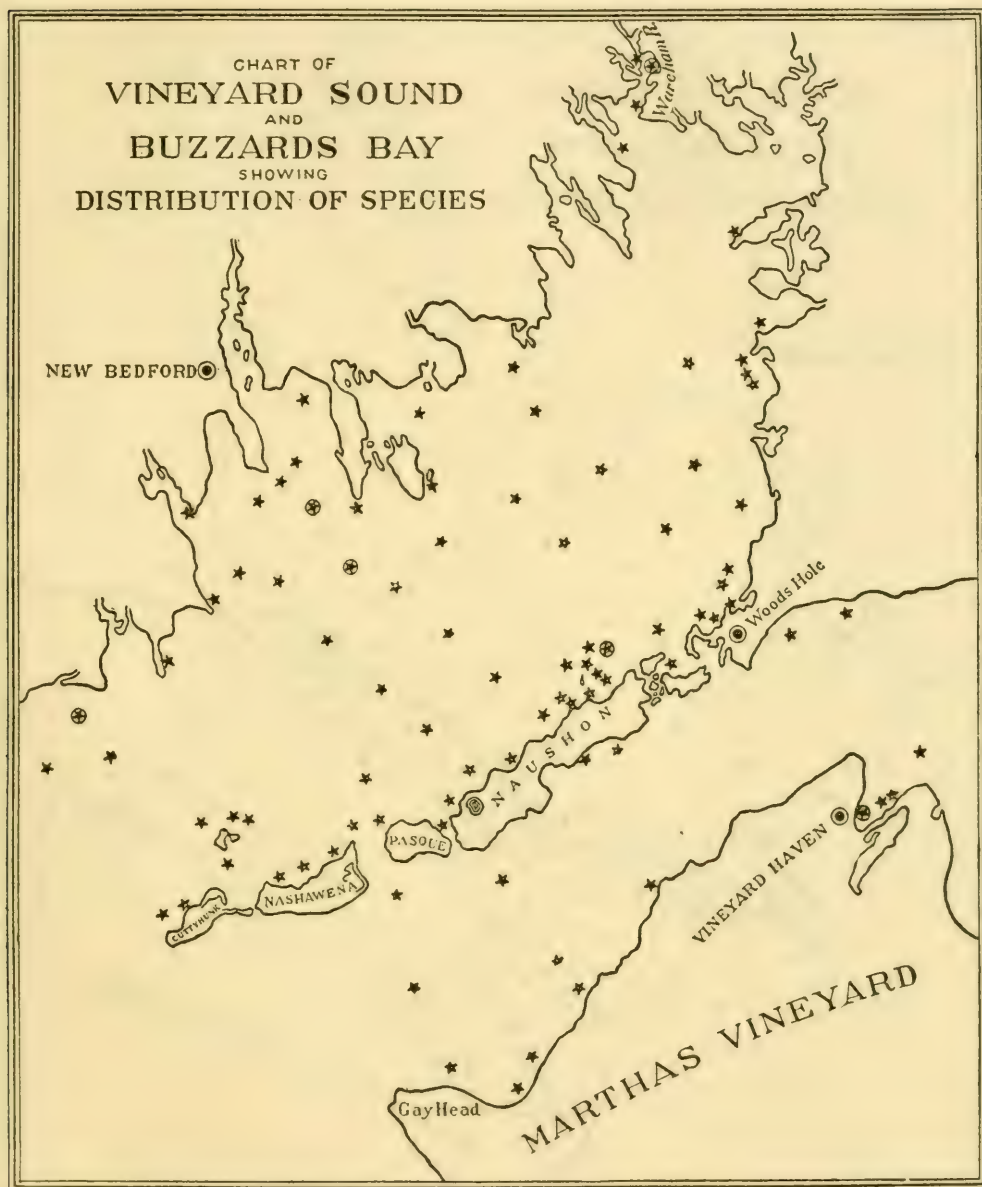 CHART OF
VINEYARD SOUND
AND
BUZZARDS BAY
SHOWING
DISTRIBUTION OF SPECIES
Wareham R.
NEW BEDFORD
Woods Hole
NAUSHON
PASQUE
NASHAWENA
CUTTYHUNK
VINEYARD HAVEN
MARTHAS VINEYARD
Gay Head